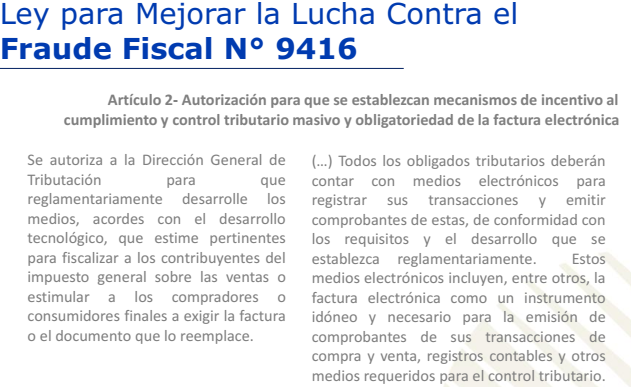 Ley para Mejorar la Lucha Contra el
Fraude Fiscal N° 9416
Artículo 2- Autorización para que se establezcan mecanismos de incentivo al
cumplimiento y control tributario masivo y obligatoriedad de la factura electrónica
Se autoriza a la Dirección General de
Tributación para que
reglamentariamente desarrolle los
medios, acordes con el desarrollo
tecnológico, que estime pertinentes
para fiscalizar a los contribuyentes del
impuesto general sobre las ventas o
estimular a los compradores o
consumidores finales a exigir la factura
o el documento que lo reemplace.
(…) Todos los obligados tributarios deberán
contar con medios electrónicos para
registrar sus transacciones y emitir
comprobantes de estas, de conformidad con
los requisitos y el desarrollo que se
establezca reglamentariamente. Estos
medios electrónicos incluyen, entre otros, la
factura electrónica como un instrumento
idóneo y necesario para la emisión de
comprobantes de sus transacciones de
compra y venta, registros contables y otros
medios requeridos para el control tributario.